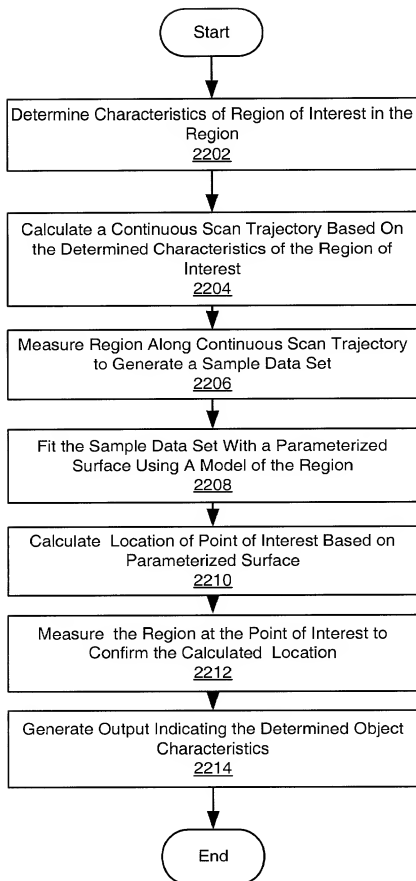 Start
Determine Characteristics of Region of Interest in the
Region
2202
Calculate a Continuous Scan Trajectory Based On
the Determined Characteristics of the Region of
Interest
2204
Measure Region Along Continuous Scan Trajectory
to Generate a Sample Data Set
2206
Fit the Sample Data Set With a Parameterized
Surface Using A Model of the Region
2208
Calculate Location of Point of Interest Based on
Parameterized Surface
2210
Measure the Region at the Point of Interest to
Confirm the Calculated Location
2212
Generate Output Indicating the Determined Object
Characteristics
2214
End